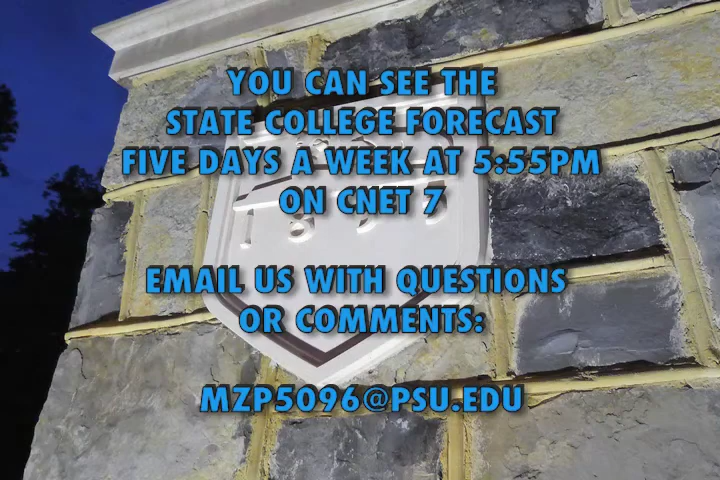 YOU CAN SEE THE
STATE COLLEGE FORECAST
FIVE DAYS A WEEK AT 5:55PM
ON CNET 7
EMAIL US WITH QUESTIONS
OR COMMENTS:
MZP5096@PSU.EDU